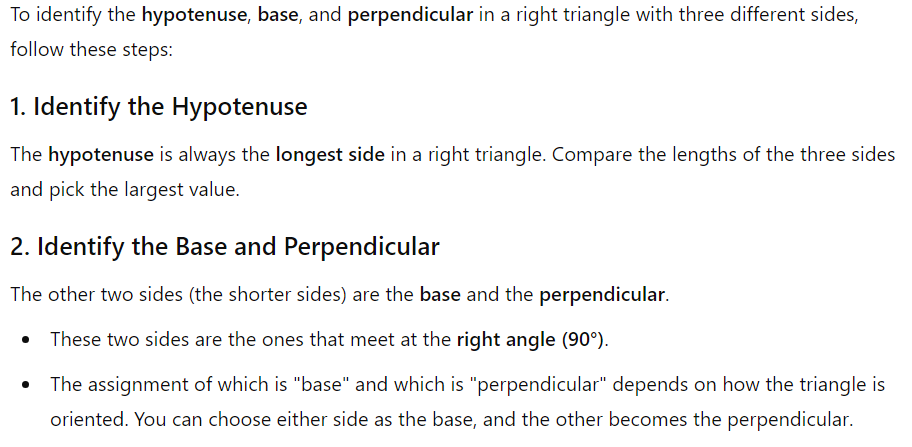 To identify the hypotenuse, base, and perpendicular in a right triangle with three different sides,
follow these steps:
1. Identify the Hypotenuse
The hypotenuse is always the longest side in a right triangle. Compare the lengths of the three sides
and pick the largest value.
2. Identify the Base and Perpendicular
The other two sides (the shorter sides) are the base and the perpendicular.
• These two sides are the ones that meet at the right angle (90°).
• The assignment of which is "base" and which is "perpendicular" depends on how the triangle is
oriented. You can choose either side as the base, and the other becomes the perpendicular.